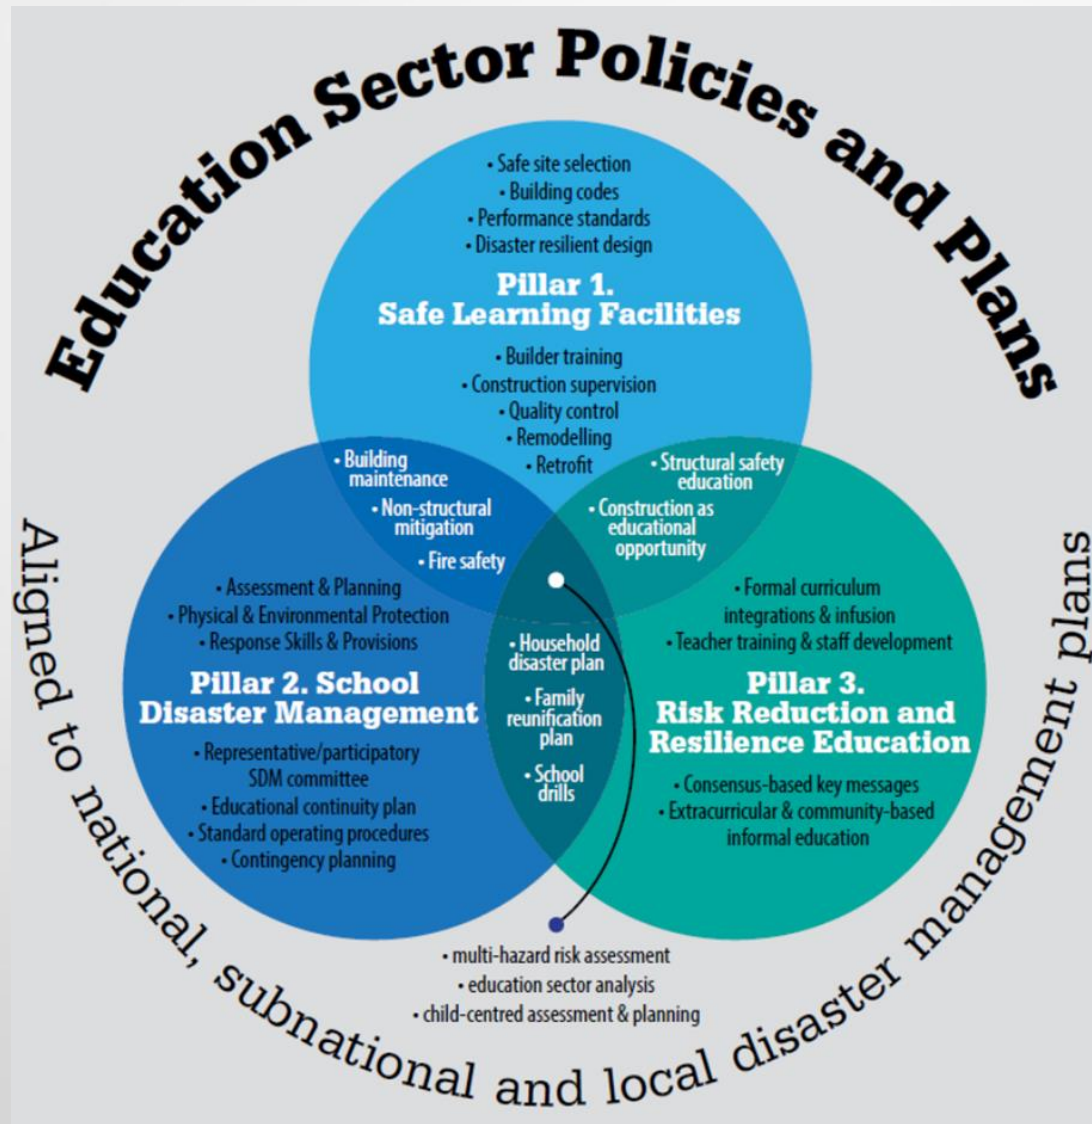 Education Sector Policies and Plans
• Safe site selection
• Building codes
• Performance standards
• Disaster resilient design
Pillar 1.
Safe Learning Facilities
• Builder training
• Construction supervision
• Quality control
• Remodelling
• Retrofit
• Building
maintenance
• Non-structural
mitigation
• Fire safety
• Structural safety
education
• Construction as
educational
opportunity
• Assessment & Planning
• Physical & Environmental Protection
• Response Skills & Provisions
Pillar 2. School
Disaster Management
• Representative/participatory
SDM committee
• Educational continuity plan
• Standard operating procedures
• Contingency planning
• Household
disaster plan
• Family
reunification
plan
• School
drills
• Formal curriculum
integrations & infusion
• Teacher training & staff development
Pillar 3.
Risk Reduction and
Resilience Education
• Consensus-based key messages
• Extracurricular & community-based
informal education
• multi-hazard risk assessment
• education sector analysis
• child-centred assessment & planning
Aligned to national, subnational and local disaster management plans